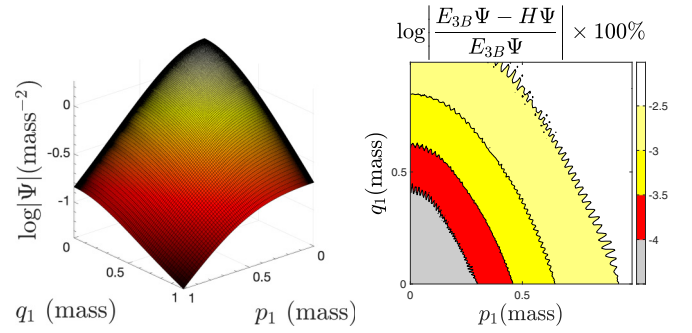 log|Ψ|(mass⁻²)
0
-0.5
-1
0
0.5
1
q₁ (mass)
1
0.5
0
p₁ (mass)
log|(E₃BΨ − HΨ)/(E₃BΨ)| × 100%
q₁(mass)
0.5
0
0
0.5
p₁(mass)
-2.5
-3
-3.5
-4